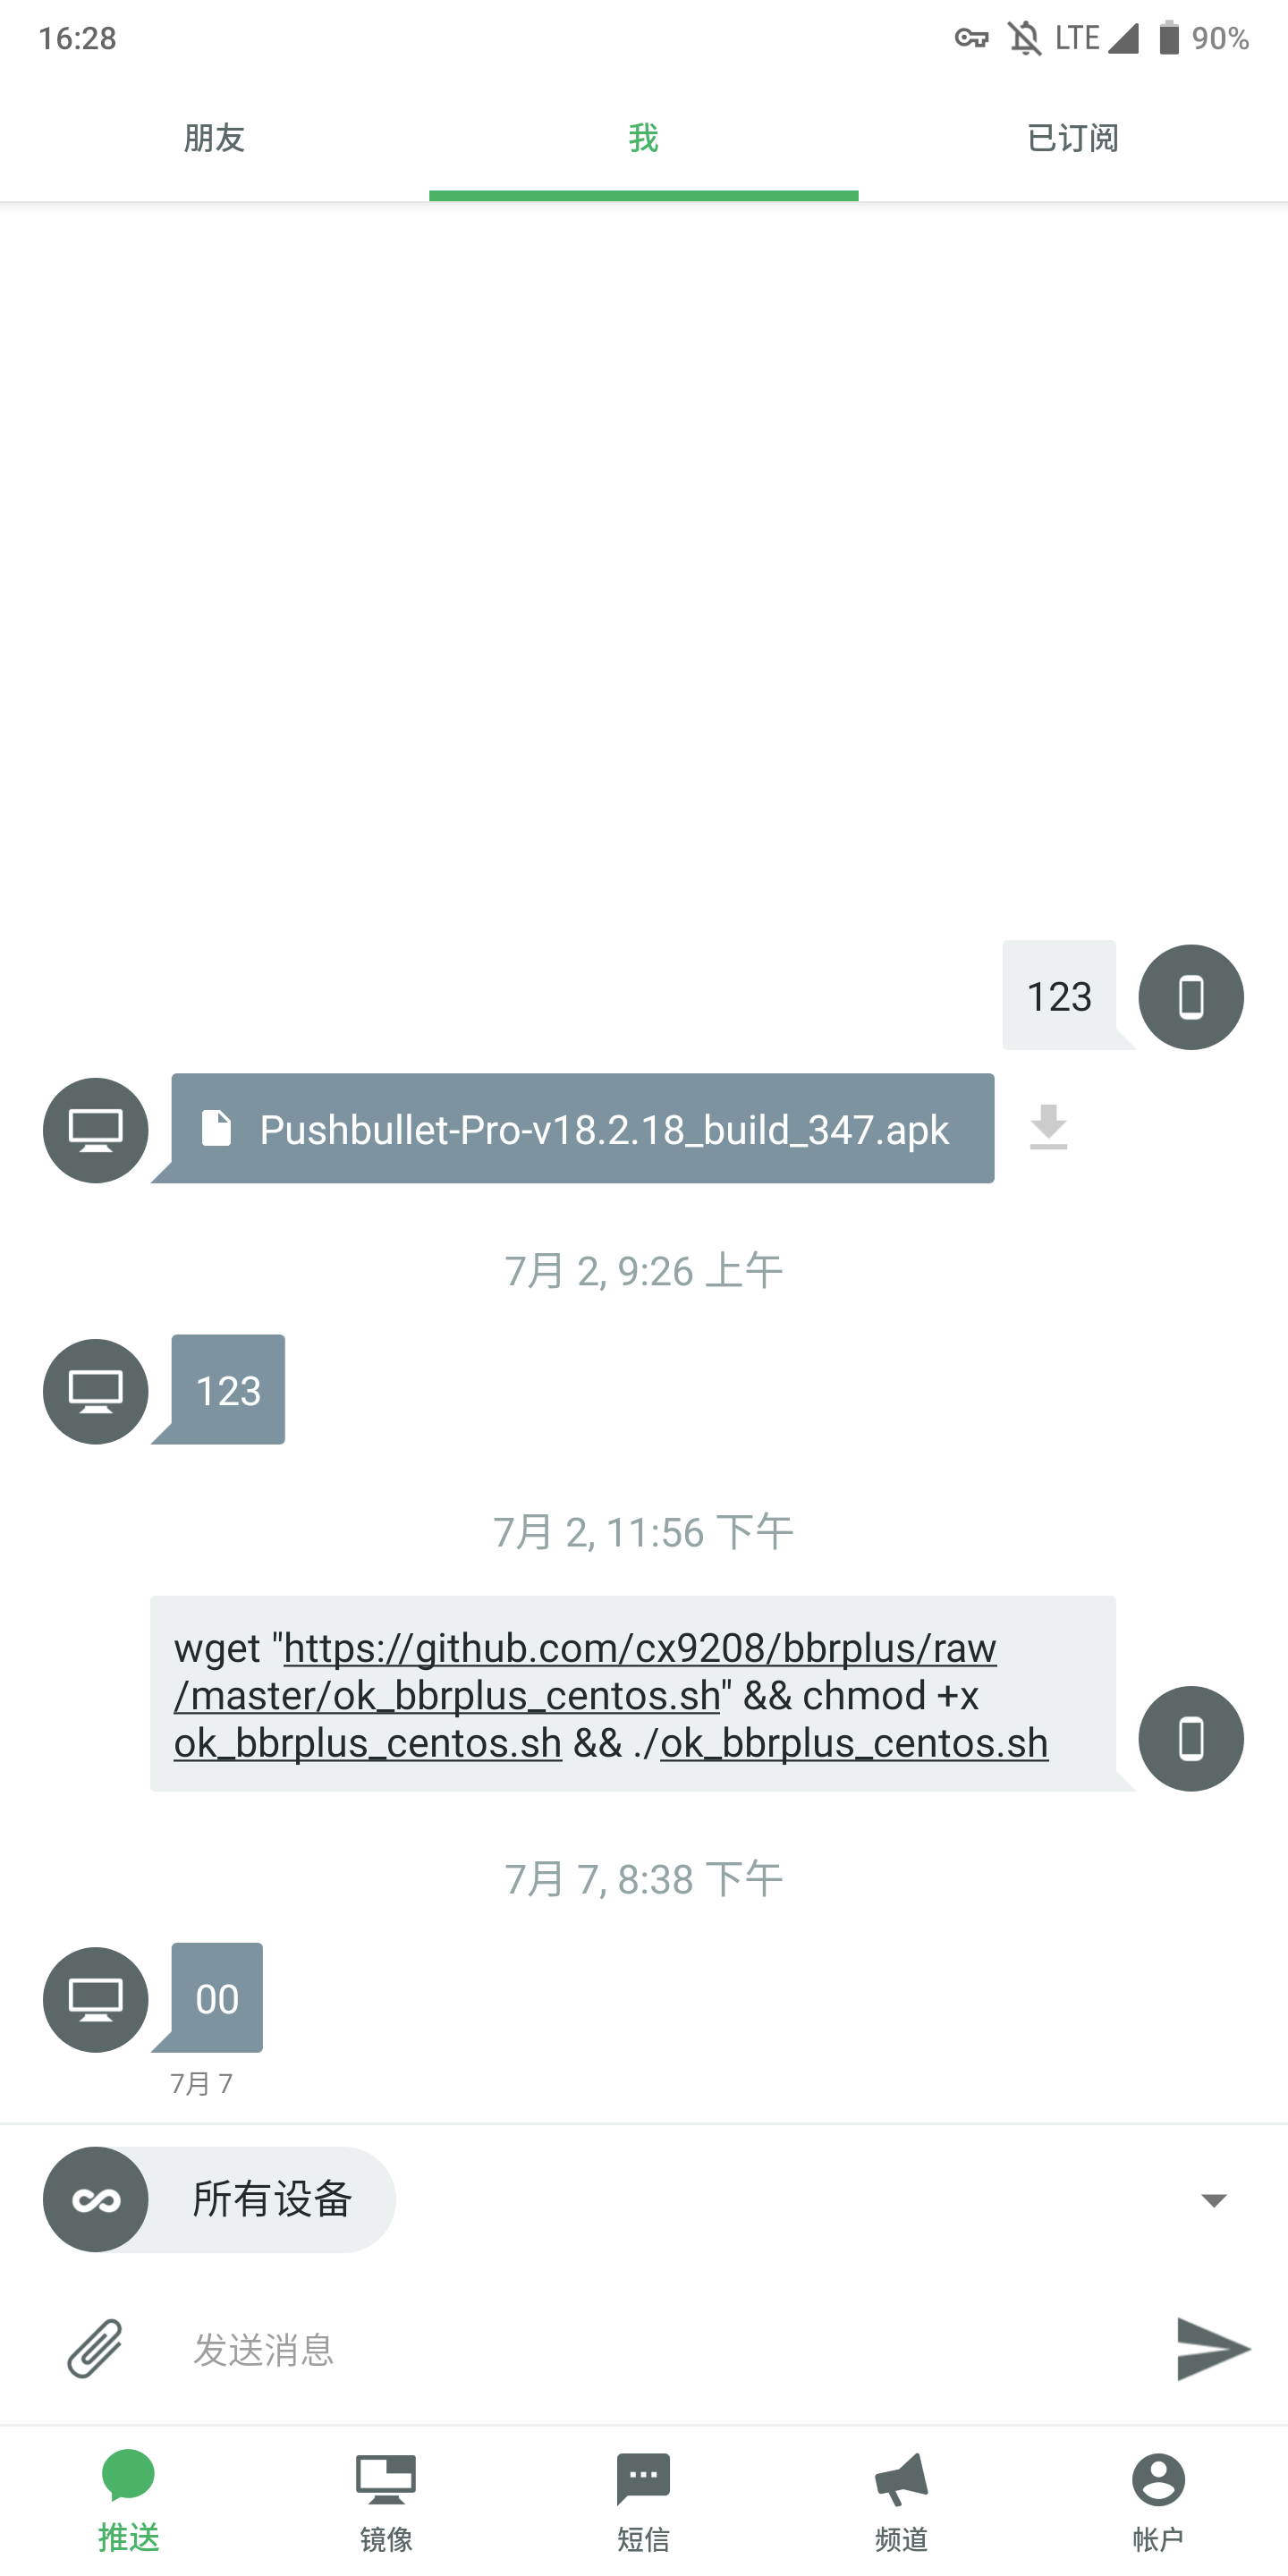 16:28
LTE
90%
朋友
我
已订阅
123
Pushbullet-Pro-v18.2.18_build_347.apk
7月 2, 9:26 上午
123
7月 2, 11:56 下午
wget "https://github.com/cx9208/bbrplus/raw
/master/ok_bbrplus_centos.sh" && chmod +x
ok_bbrplus_centos.sh && ./ok_bbrplus_centos.sh
7月 7, 8:38 下午
00
7月 7
所有设备
发送消息
推送
镜像
短信
频道
帐户